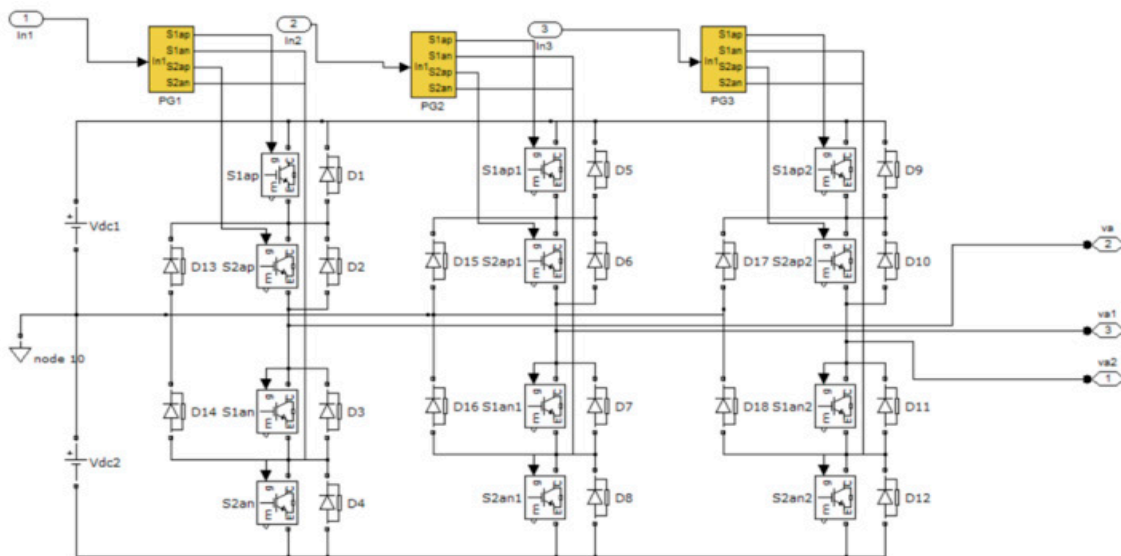 1
In1
2
In2
3
In3
In1
S1ap
S1an
S2ap
S2an
PG1
In1
S1ap
S1an
S2ap
S2an
PG2
In1
S1ap
S1an
S2ap
S2an
PG3
S1ap
g
C
m
E
D1
S1ap1
g
C
m
E
D5
S1ap2
g
C
m
E
D9
+
Vdc1
D13
S2ap
g
C
m
E
D2
D15
S2ap1
g
C
m
E
D6
D17
S2ap2
g
C
m
E
D10
va
2
va1
3
va2
1
node 10
D14
S1an
g
C
m
E
D3
D16
S1an1
g
C
m
E
D7
D18
S1an2
g
C
m
E
D11
+
Vdc2
S2an
g
C
m
E
D4
S2an1
g
C
m
E
D8
S2an2
g
C
m
E
D12